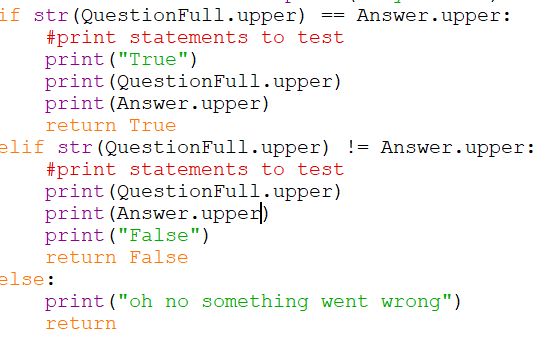 if str(QuestionFull.upper) == Answer.upper:
#print statements to test
print("True")
print(QuestionFull.upper)
print(Answer.upper)
return True
elif str(QuestionFull.upper) != Answer.upper:
#print statements to test
print(QuestionFull.upper)
print(Answer.upper)
print("False")
return False
else:
print("oh no something went wrong")
return